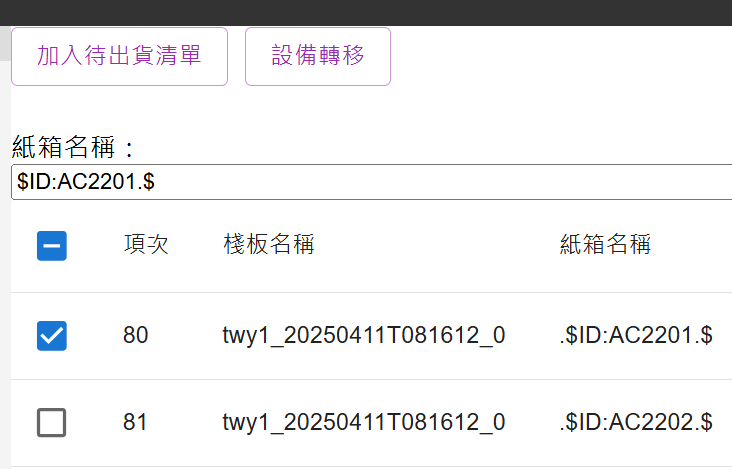 加入待出貨清單 設備轉移
紙箱名稱：
$ID:AC2201.$
項次 棧板名稱 紙箱名稱
80 twy1_20250411T081612_0 .$ID:AC2201.$
81 twy1_20250411T081612_0 .$ID:AC2202.$